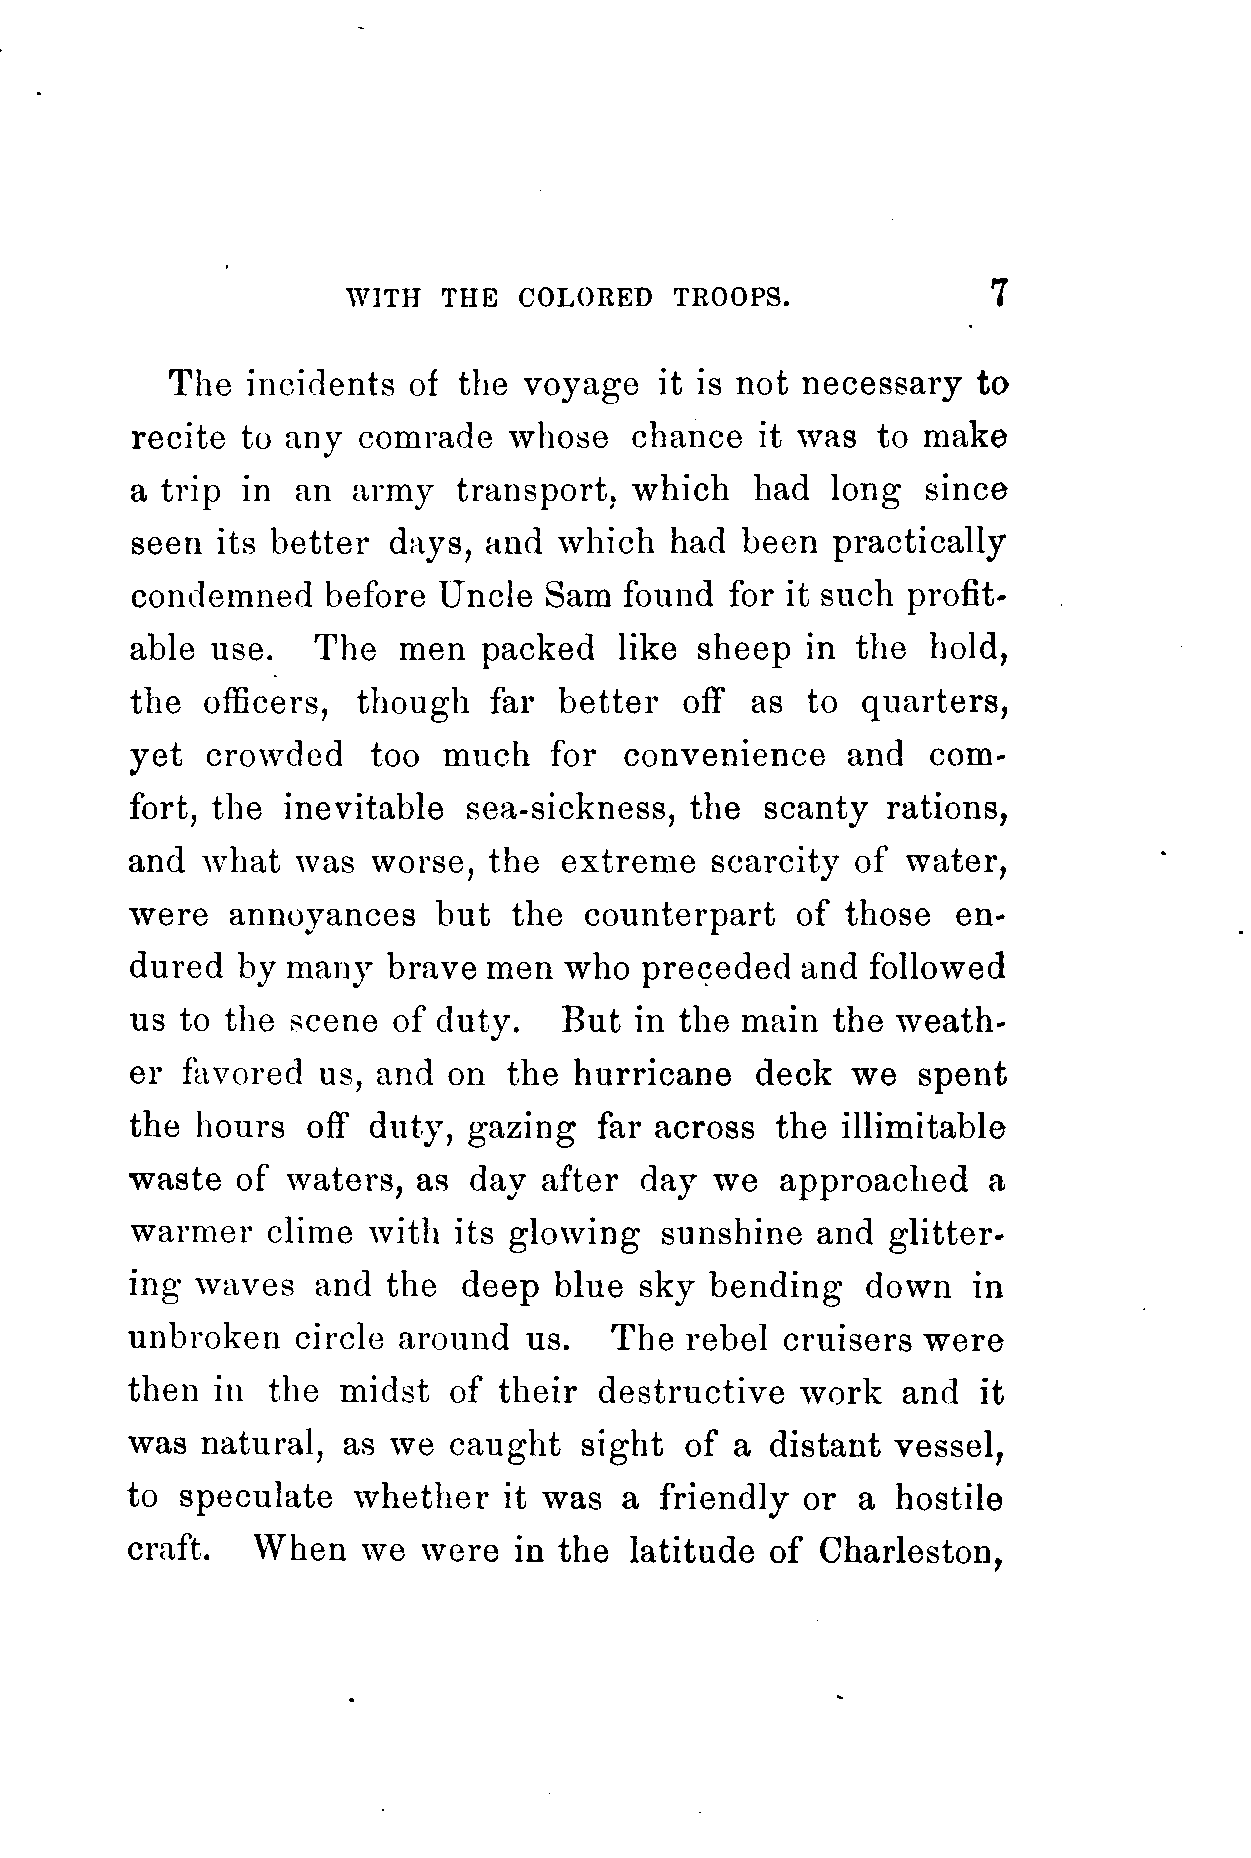 WITH THE COLORED TROOPS. 7
The incidents of the voyage it is not necessary to
recite to any comrade whose chance it was to make
a trip in an army transport, which had long since
seen its better days, and which had been practically
condemned before Uncle Sam found for it such profit-
able use. The men packed like sheep in the hold,
the officers, though far better off as to quarters,
yet crowded too much for convenience and com-
fort, the inevitable sea-sickness, the scanty rations,
and what was worse, the extreme scarcity of water,
were annoyances but the counterpart of those en-
dured by many brave men who preceded and followed
us to the scene of duty. But in the main the weath-
er favored us, and on the hurricane deck we spent
the hours off duty, gazing far across the illimitable
waste of waters, as day after day we approached a
warmer clime with its glowing sunshine and glitter-
ing waves and the deep blue sky bending down in
unbroken circle around us. The rebel cruisers were
then in the midst of their destructive work and it
was natural, as we caught sight of a distant vessel,
to speculate whether it was a friendly or a hostile
craft. When we were in the latitude of Charleston,